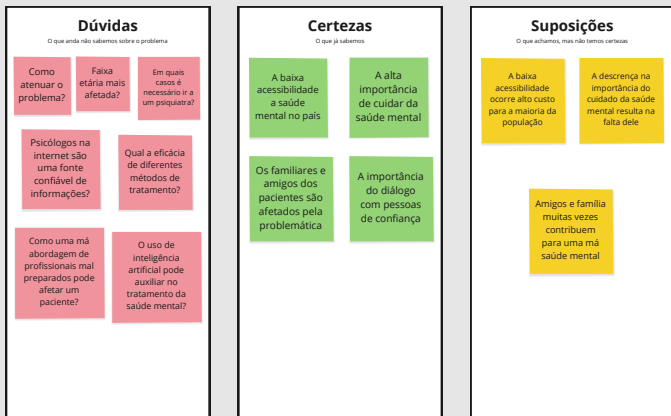 Dúvidas
O que anda não sabemos sobre o problema
Como
atenuar o
problema?
Faixa
etária mais
afetada?
Em quais
casos é
necessário ir a
um psiquiatra?
Psicólogos na
internet são
uma fonte
confiável de
informações?
Qual a eficácia
de diferentes
métodos de
tratamento?
Como uma má
abordagem de
profissionais mal
preparados pode
afetar um
paciente?
O uso de
inteligência
artificial pode
auxiliar no
tratamento da
saúde mental?
Certezas
O que já sabemos
A baixa
acessibilidade
a saúde
mental no país
A alta
importância
de cuidar da
saúde mental
Os familiares e
amigos dos
pacientes são
afetados pela
problemática
A importância
do diálogo
com pessoas
de confiança
Suposições
O que achamos, mas não temos certezas
A baixa
acessibilidade
ocorre alto custo
para a maioria da
população
A descrença na
importância do
cuidado da saúde
mental resulta na
falta dele
Amigos e família
muitas vezes
contribuem
para uma má
saúde mental